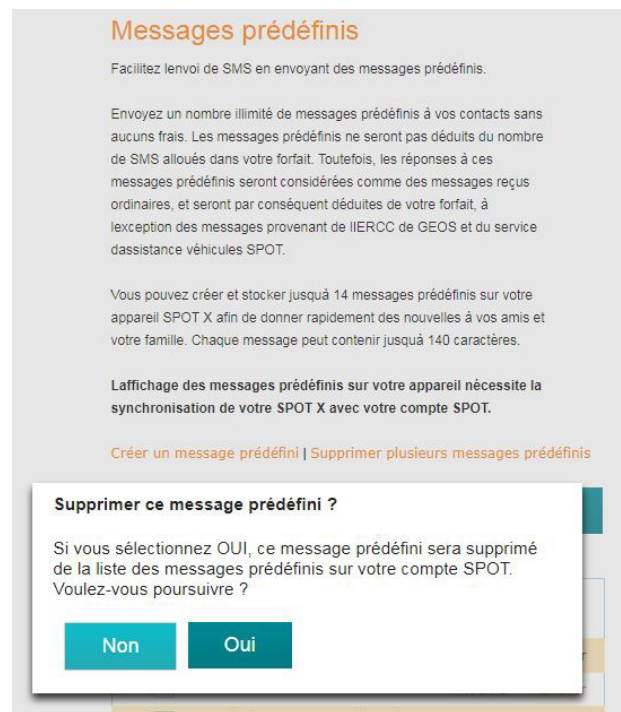 Messages prédéfinis
Facilitez lenvoi de SMS en envoyant des messages prédéfinis.
Envoyez un nombre illimité de messages prédéfinis à vos contacts sans
aucuns frais. Les messages prédéfinis ne seront pas déduits du nombre
de SMS alloués dans votre forfait. Toutefois, les réponses à ces
messages prédéfinis seront considérées comme des messages reçus
ordinaires, et seront par conséquent déduites de votre forfait, à
lexception des messages provenant de lIERCC de GEOS et du service
dassistance véhicules SPOT.
Vous pouvez créer et stocker jusquà 14 messages prédéfinis sur votre
appareil SPOT X afin de donner rapidement des nouvelles à vos amis et
votre famille. Chaque message peut contenir jusquà 140 caractères.
Laffichage des messages prédéfinis sur votre appareil nécessite la
synchronisation de votre SPOT X avec votre compte SPOT.
Créer un message prédéfini | Supprimer plusieurs messages prédéfinis
Supprimer ce message prédéfini ?
Si vous sélectionnez OUI, ce message prédéfini sera supprimé
de la liste des messages prédéfinis sur votre compte SPOT.
Voulez-vous poursuivre ?
Non Oui